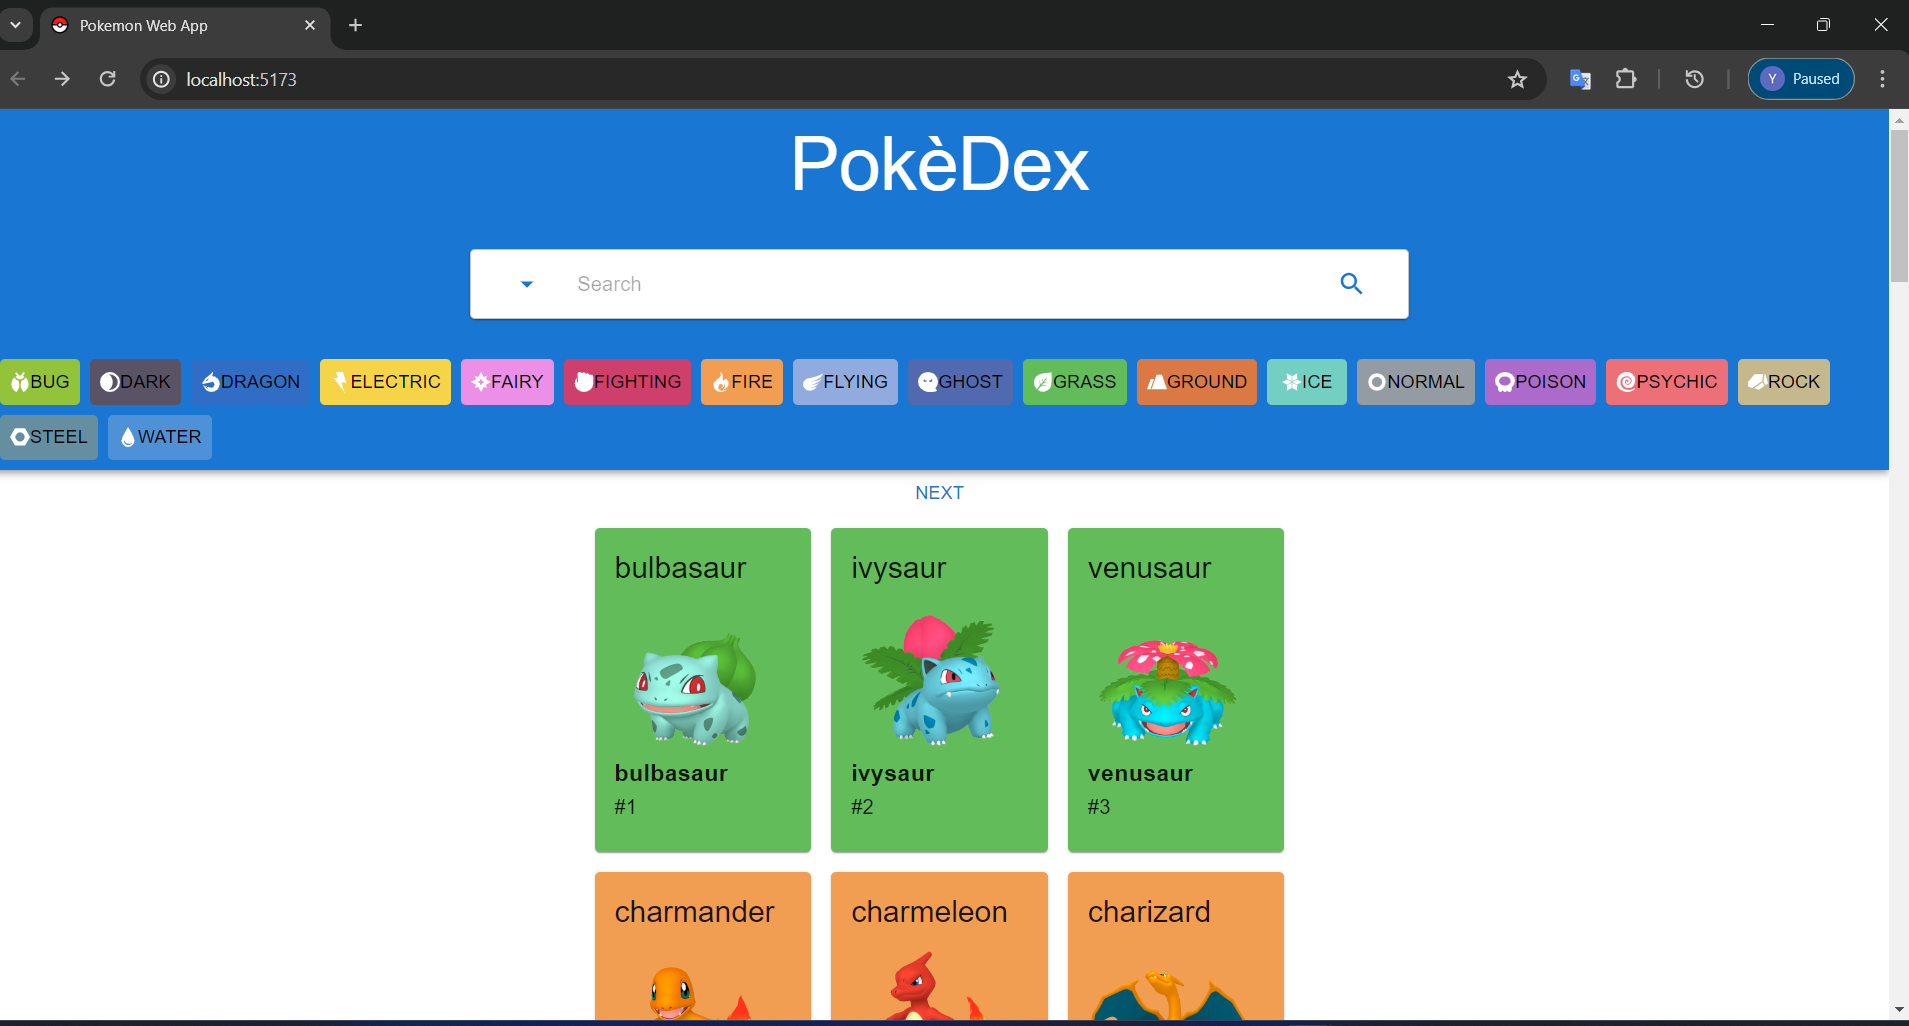 Pokemon Web App
localhost:5173
Y Paused
PokèDex
Search
BUG DARK DRAGON ELECTRIC FAIRY FIGHTING FIRE FLYING GHOST GRASS GROUND ICE NORMAL POISON PSYCHIC ROCK
STEEL WATER
NEXT
bulbasaur ivysaur venusaur
bulbasaur ivysaur venusaur
#1 #2 #3
charmander charmeleon charizard